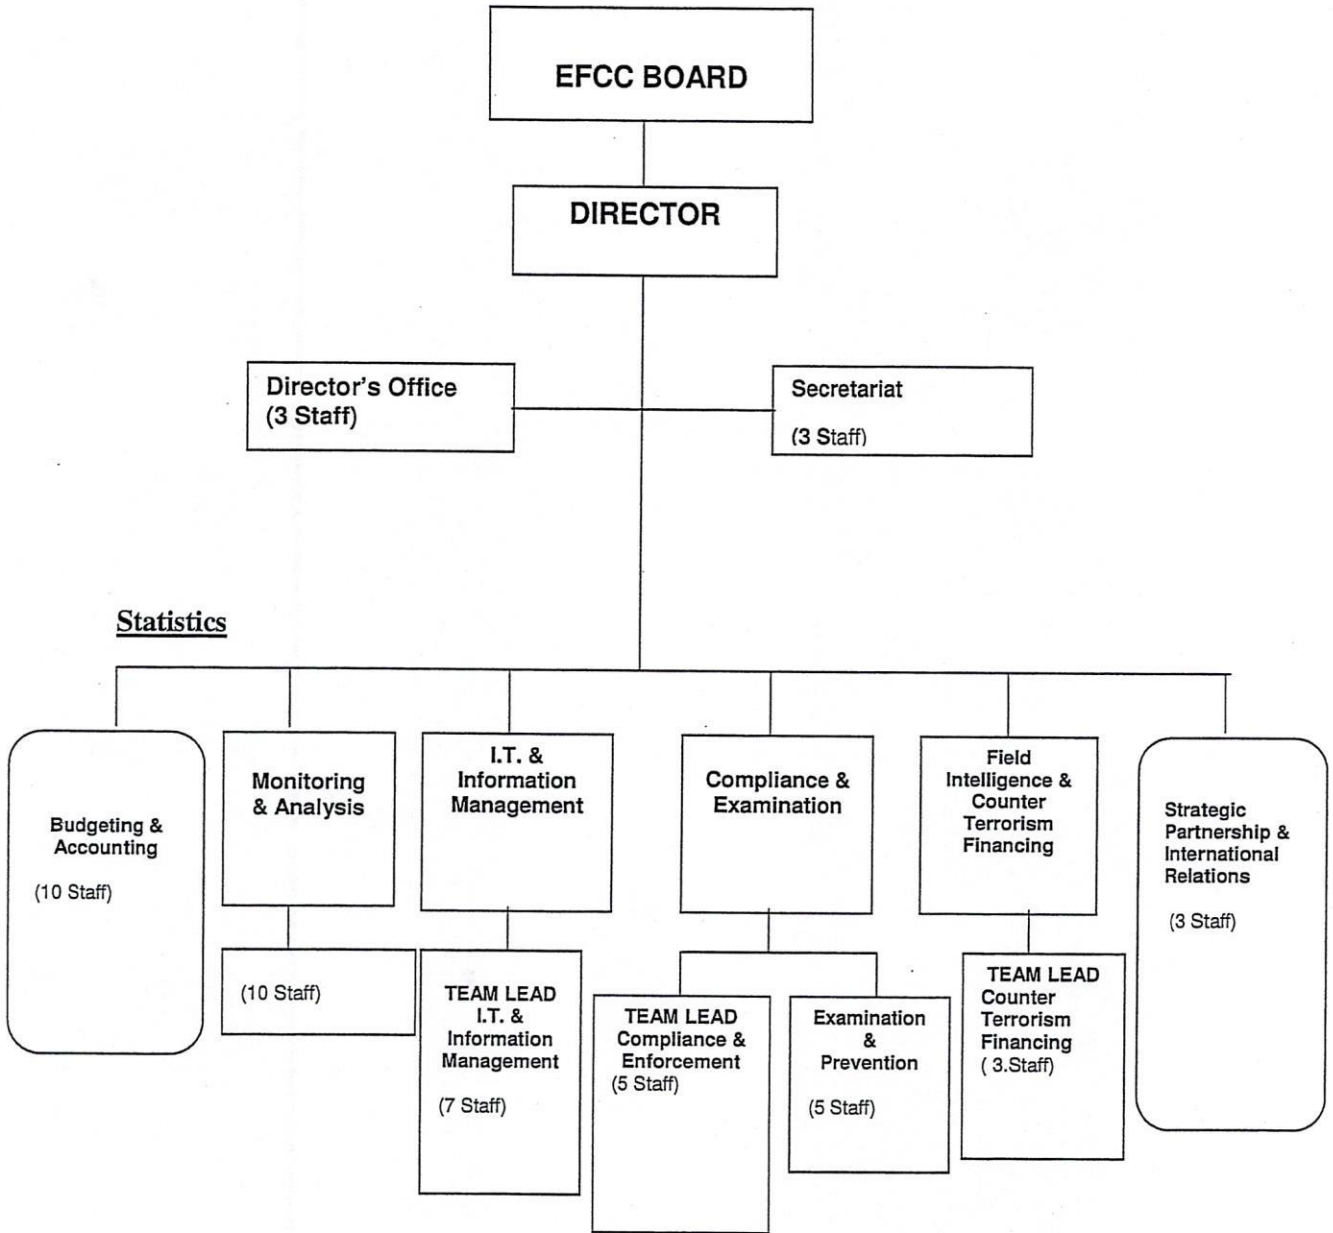 EFCC BOARD
DIRECTOR
Director's Office
(3 Staff)
Secretariat
(3 Staff)
Statistics
Budgeting &
Accounting
(10 Staff)
Monitoring
& Analysis
(10 Staff)
I.T. &
Information
Management
TEAM LEAD
I.T. &
Information
Management
(7 Staff)
Compliance &
Examination
TEAM LEAD
Compliance &
Enforcement
(5 Staff)
Examination
&
Prevention
(5 Staff)
Field
Intelligence &
Counter
Terrorism
Financing
TEAM LEAD
Counter
Terrorism
Financing
( 3.Staff)
Strategic
Partnership &
International
Relations
(3 Staff)